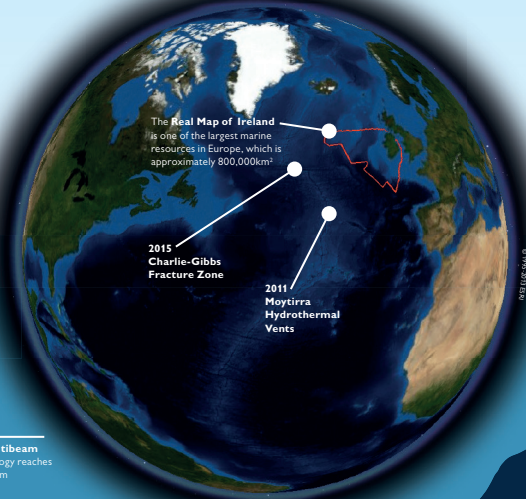 The Real Map of Ireland
is one of the largest marine
resources in Europe, which is
approximately 800,000km²
2015
Charlie-Gibbs
Fracture Zone
2011
Moytirra
Hydrothermal
Vents
tibeam
ogy reaches
m